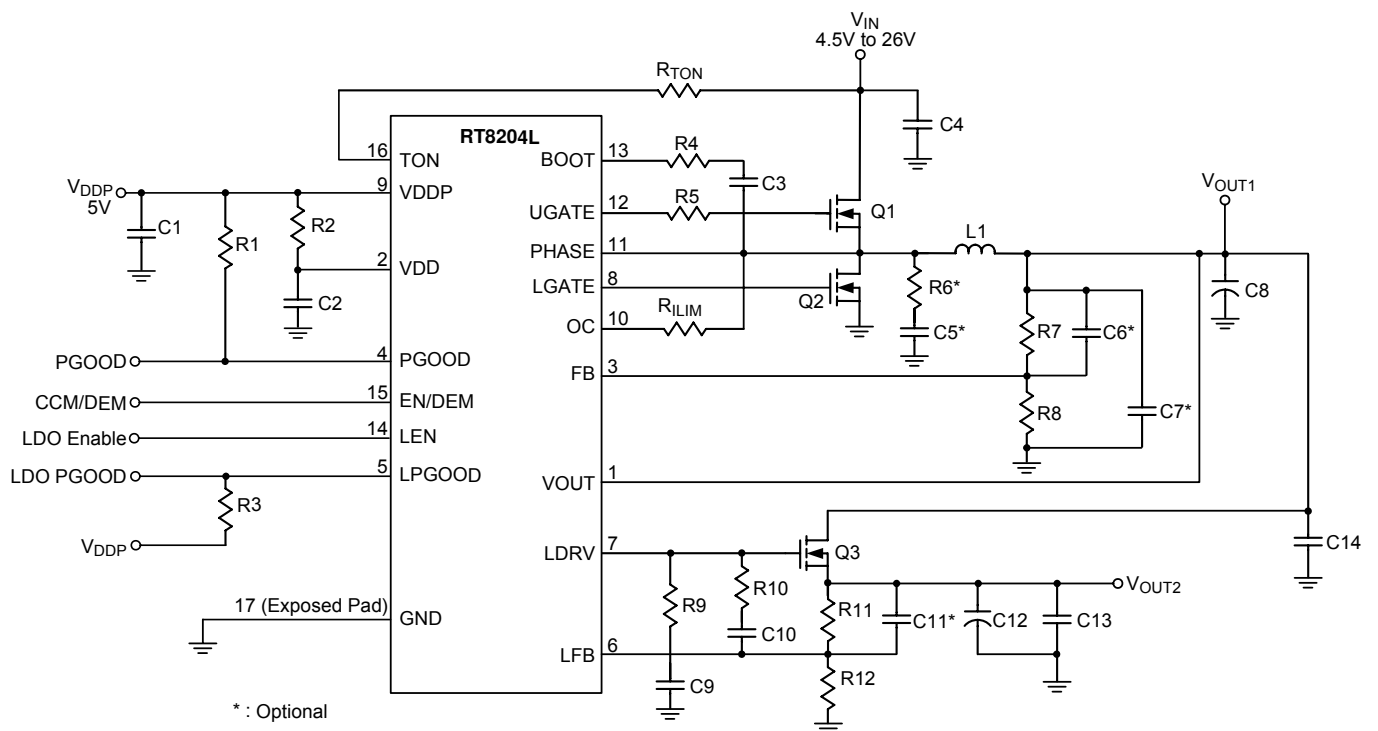 VIN
4.5V to 26V
RTON
C4
RT8204L
16 TON
BOOT 13
R4
C3
VDDP
5V
9 VDDP
C1
R1
R2
UGATE 12
R5
Q1
VOUT1
PHASE 11
L1
2 VDD
C2
LGATE 8
Q2
R6*
C8
OC 10
RILIM
C5*
R7
C6*
PGOOD
4 PGOOD
FB 3
CCM/DEM
15 EN/DEM
R8
C7*
LDO Enable
14 LEN
LDO PGOOD
5 LPGOOD
VOUT 1
R3
VDDP
LDRV 7
Q3
C14
VOUT2
R9
R10
R11
C11*
C12
C13
17 (Exposed Pad)
GND
C10
LFB 6
R12
C9
* : Optional